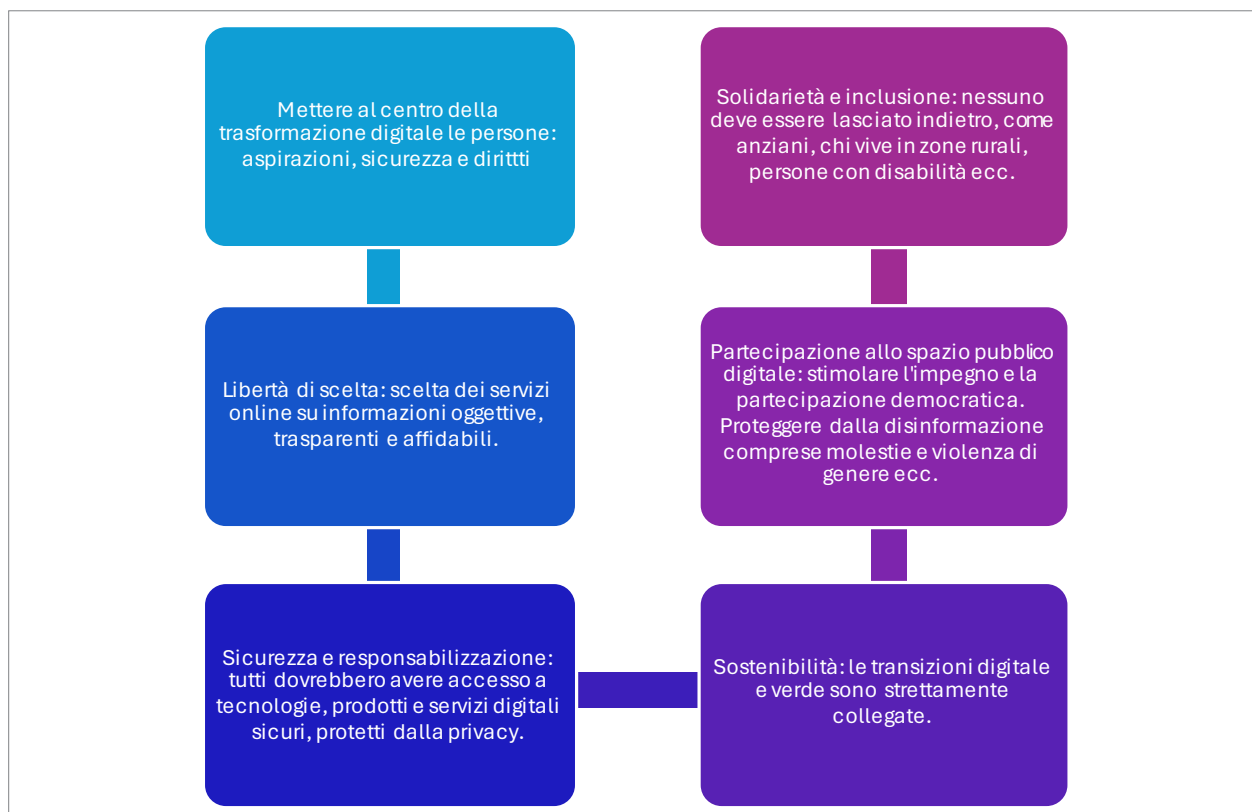 Mettere al centro della
trasformazione digitale le persone:
aspirazioni, sicurezza e dirittti
Libertà di scelta: scelta dei servizi
online su informazioni oggettive,
trasparenti e affidabili.
Sicurezza e responsabilizzazione:
tutti dovrebbero avere accesso a
tecnologie, prodotti e servizi digitali
sicuri, protetti dalla privacy.
Sostenibilità: le transizioni digitale
e verde sono strettamente
collegate.
Partecipazione allo spazio pubblico
digitale: stimolare l'impegno e la
partecipazione democratica.
Proteggere dalla disinformazione
comprese molestie e violenza di
genere ecc.
Solidarietà e inclusione: nessuno
deve essere lasciato indietro, come
anziani, chi vive in zone rurali,
persone con disabilità ecc.